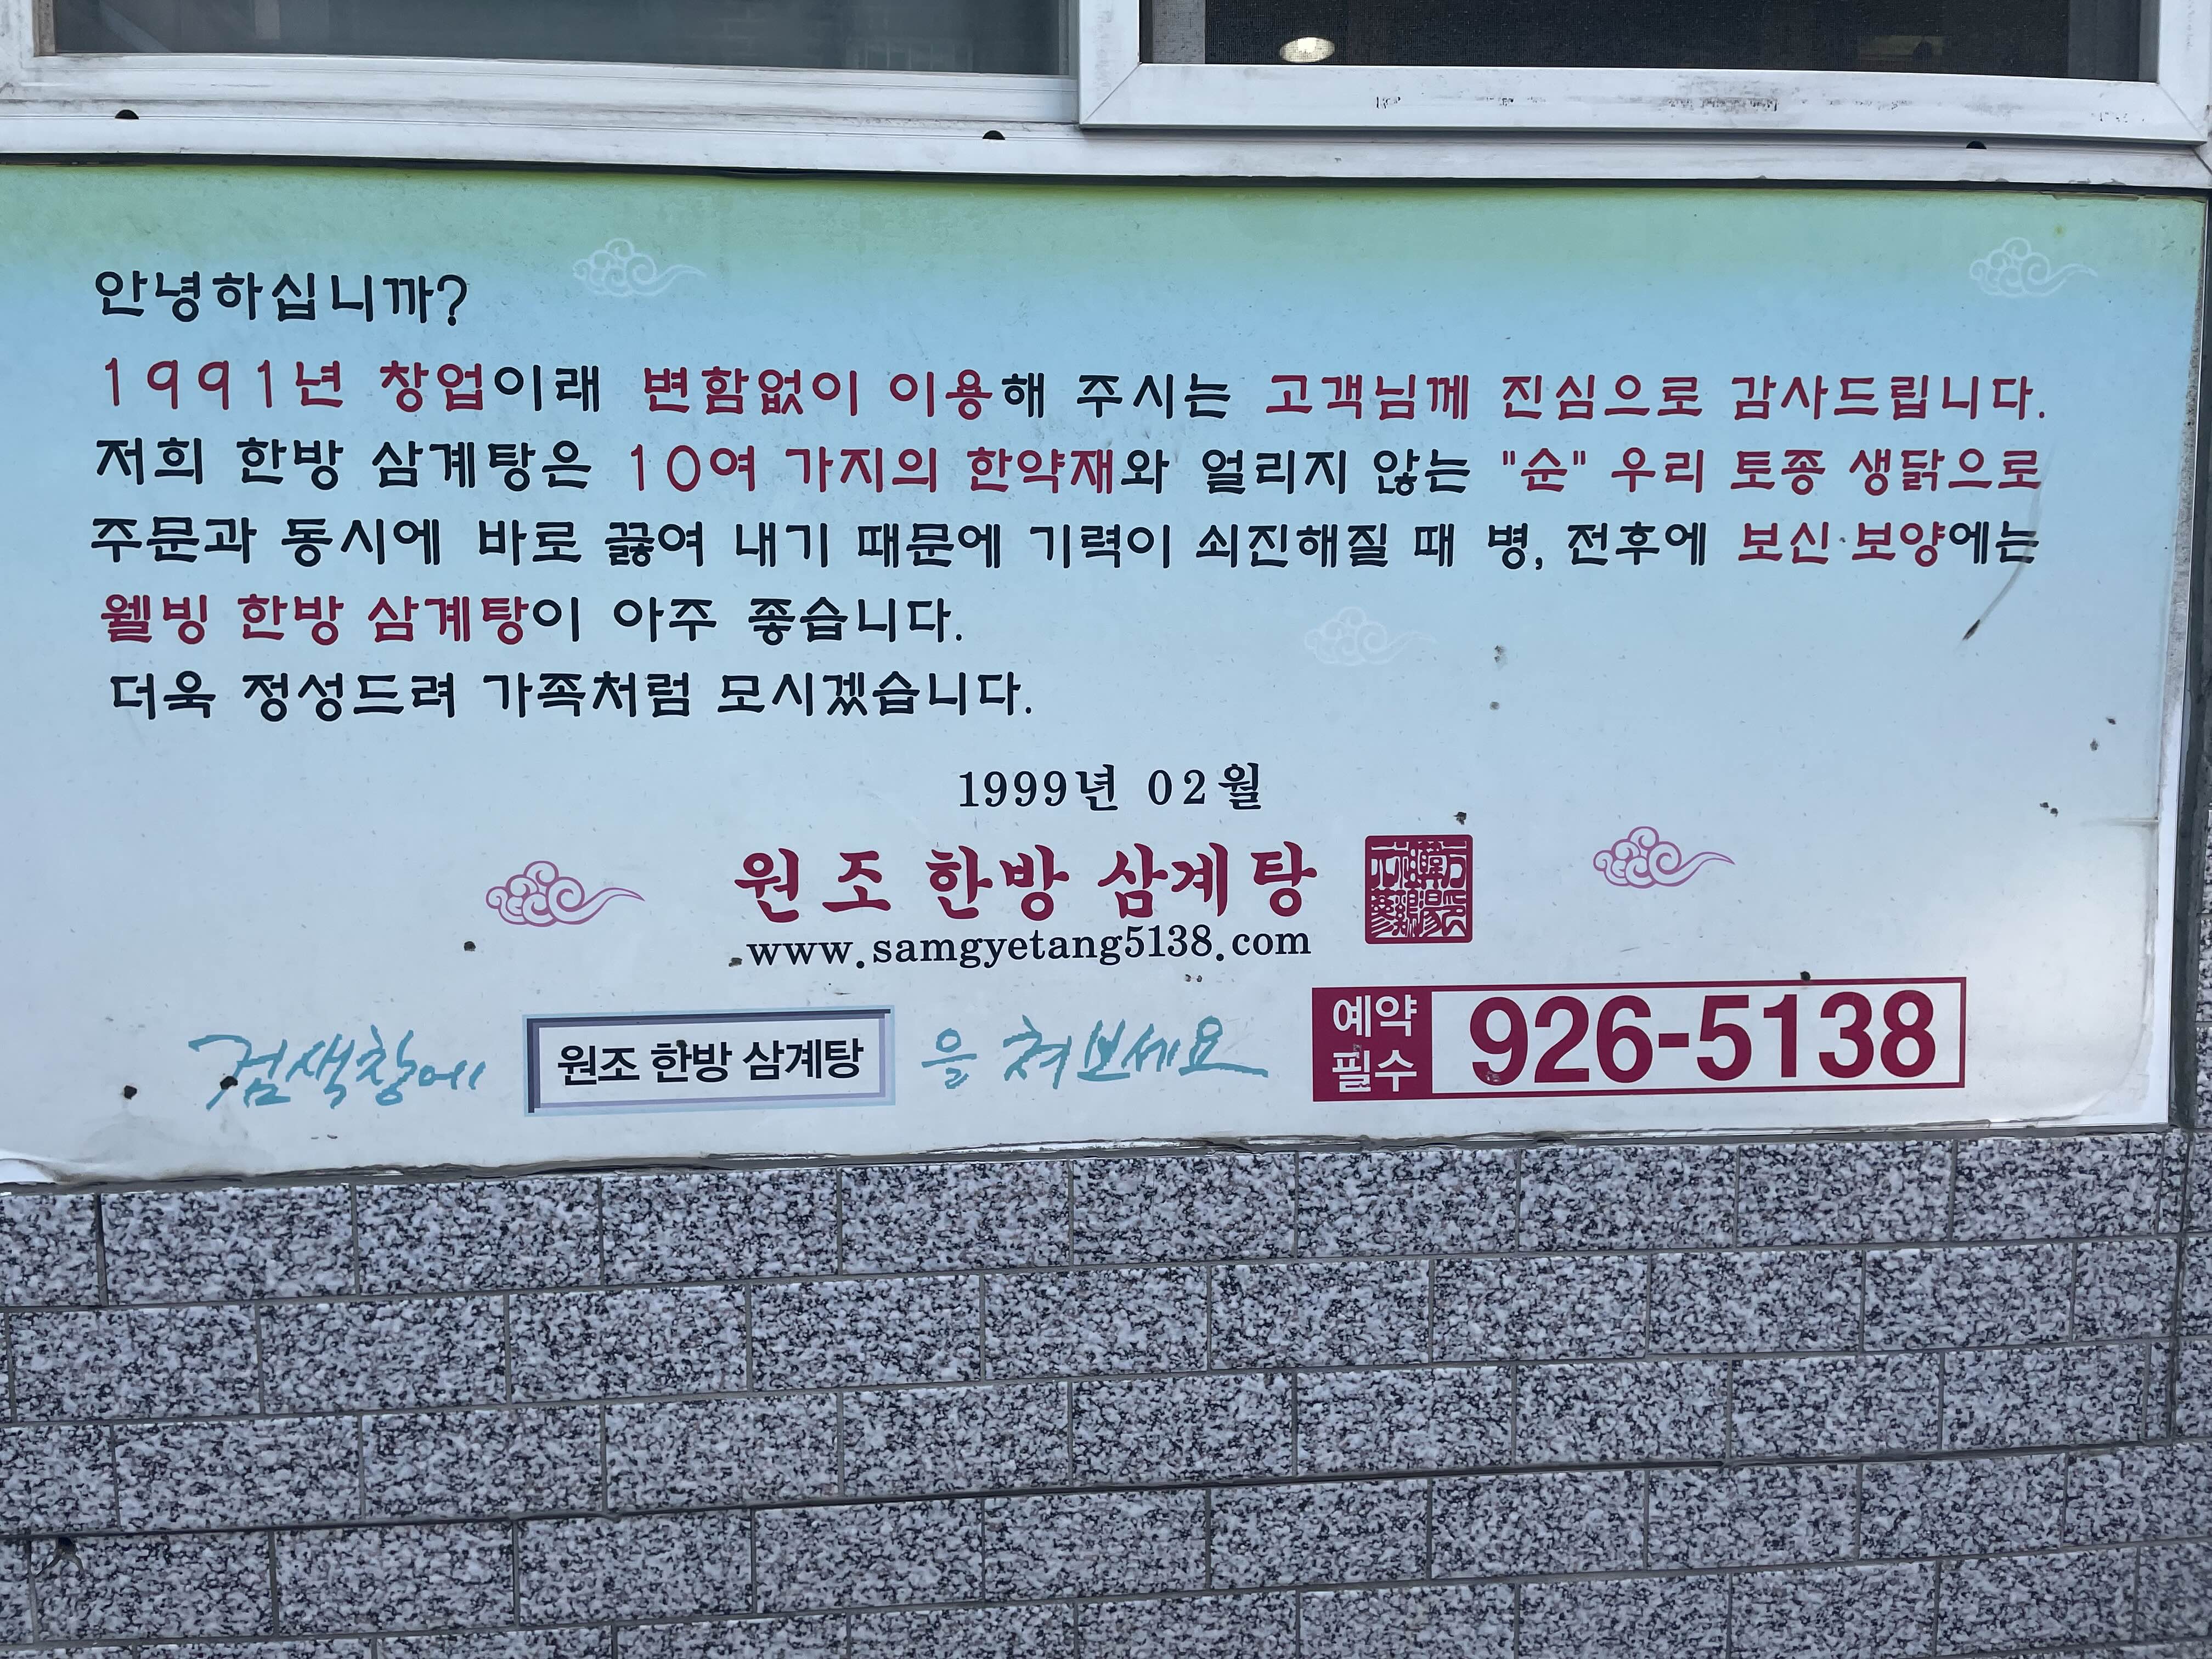 안녕하십니까?
1991년 창업이래 변함없이 이용해 주시는 고객님께 진심으로 감사드립니다.
저희 한방 삼계탕은 10여 가지의 한약재와 얼리지 않는 "순" 우리 토종 생닭으로
주문과 동시에 바로 끓여 내기 때문에 기력이 쇠진해질 때 병, 전후에 보신·보양에는
웰빙 한방 삼계탕이 아주 좋습니다.
더욱 정성드려 가족처럼 모시겠습니다.
1999년 02월
원조 한방 삼계탕
www.samgyetang5138.com
검색창에 원조 한방 삼계탕 을 쳐보세요
예약
필수 926-5138